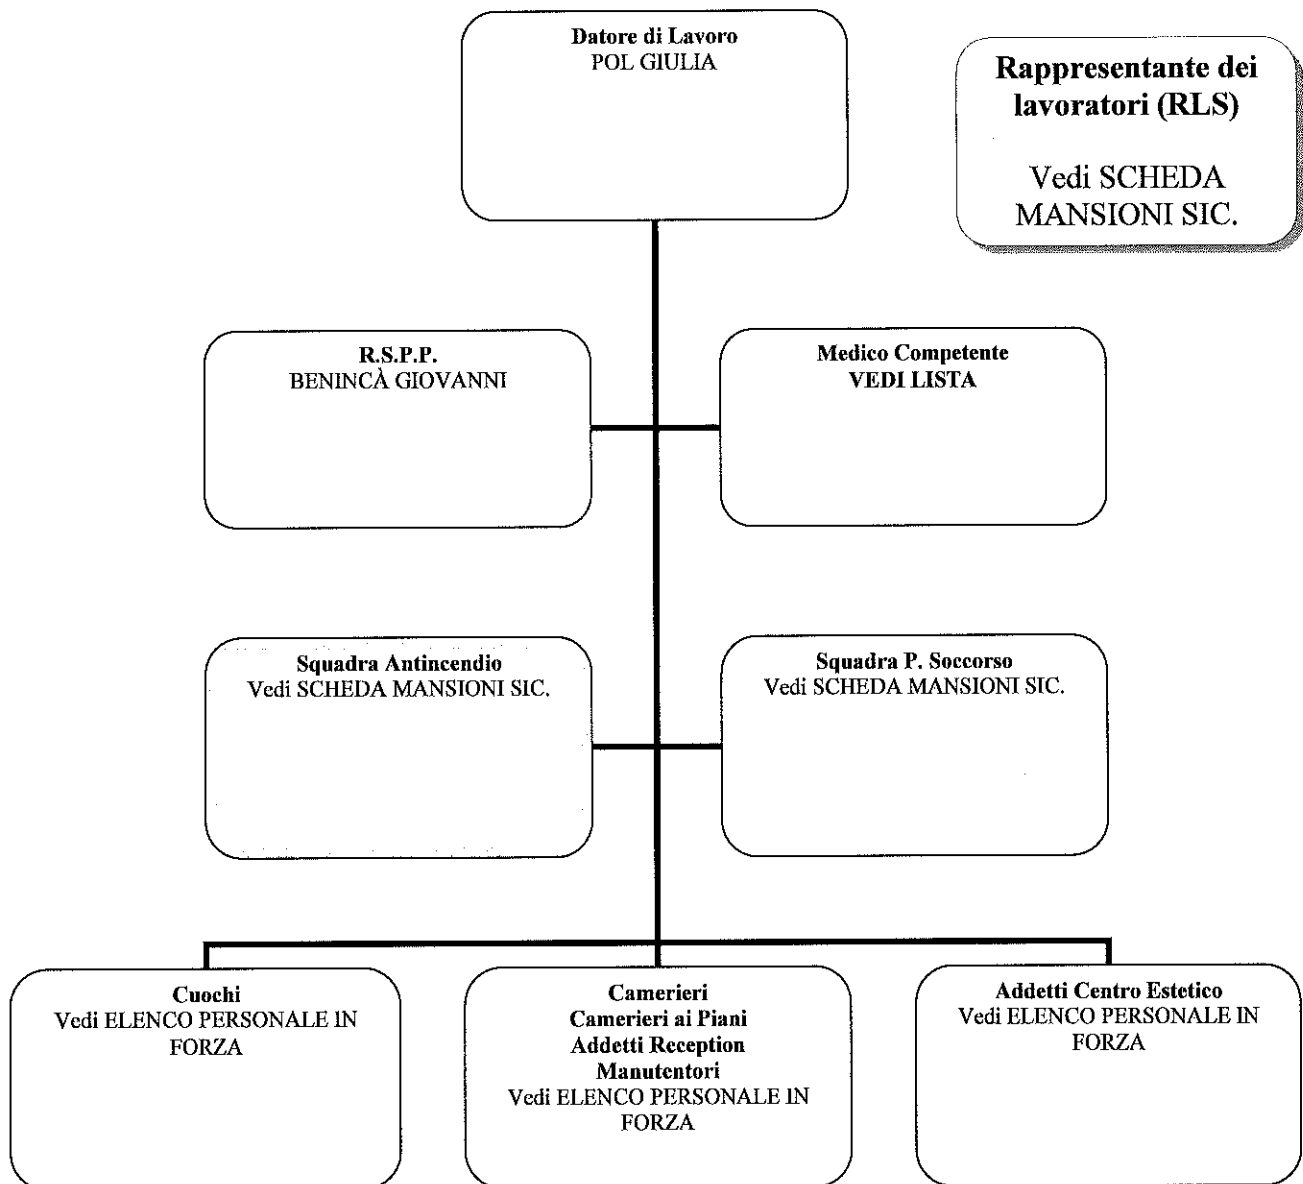 Datore di Lavoro
POL GIULIA
Rappresentante dei
lavoratori (RLS)
Vedi SCHEDA
MANSIONI SIC.
R.S.P.P.
BENINCÀ GIOVANNI
Medico Competente
VEDI LISTA
Squadra Antincendio
Vedi SCHEDA MANSIONI SIC.
Squadra P. Soccorso
Vedi SCHEDA MANSIONI SIC.
Cuochi
Vedi ELENCO PERSONALE IN
FORZA
Camerieri
Camerieri ai Piani
Addetti Reception
Manutentori
Vedi ELENCO PERSONALE IN
FORZA
Addetti Centro Estetico
Vedi ELENCO PERSONALE IN
FORZA